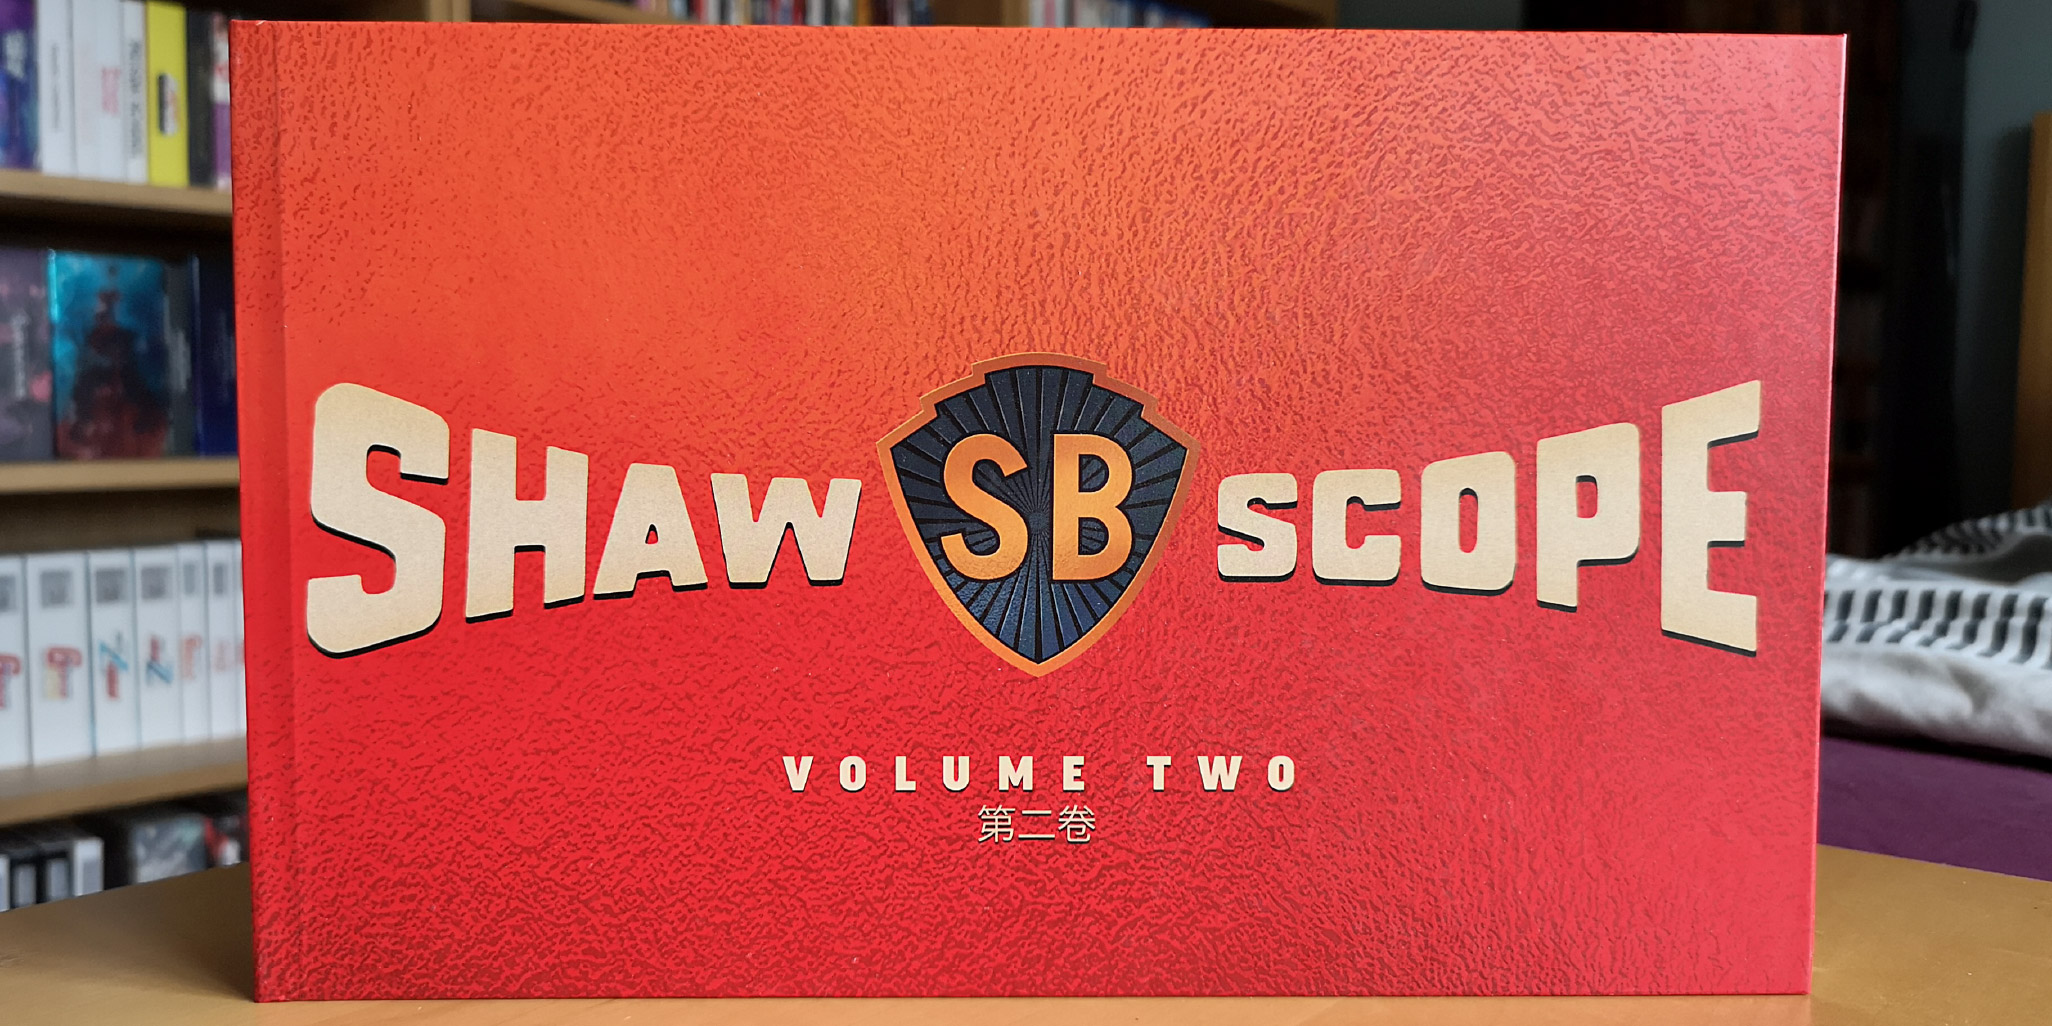 SHAW SB SCOPE
VOLUME TWO
第二卷